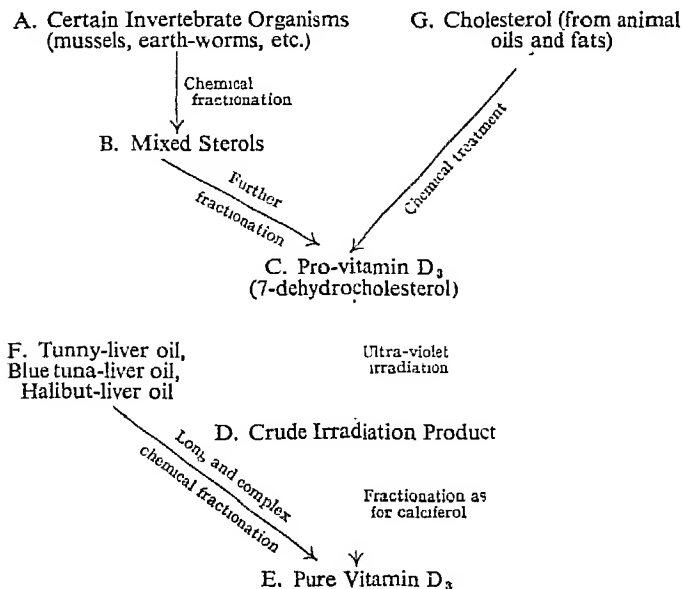 A. Certain Invertebrate Organisms
(mussels, earth-worms, etc.)
G. Cholesterol (from animal
oils and fats)
Chemical
fractionation
B. Mixed Sterols
Further
fractionation
Chemical treatment
C. Pro-vitamin D₃
(7-dehydrocholesterol)
F. Tunny-liver oil,
Blue tuna-liver oil,
Halibut-liver oil
Ultra-violet
irradiation
D. Crude Irradiation Product
and complex
chemical fractionation
Fractionation as
for calciferol
E. Pure Vitamin D₃